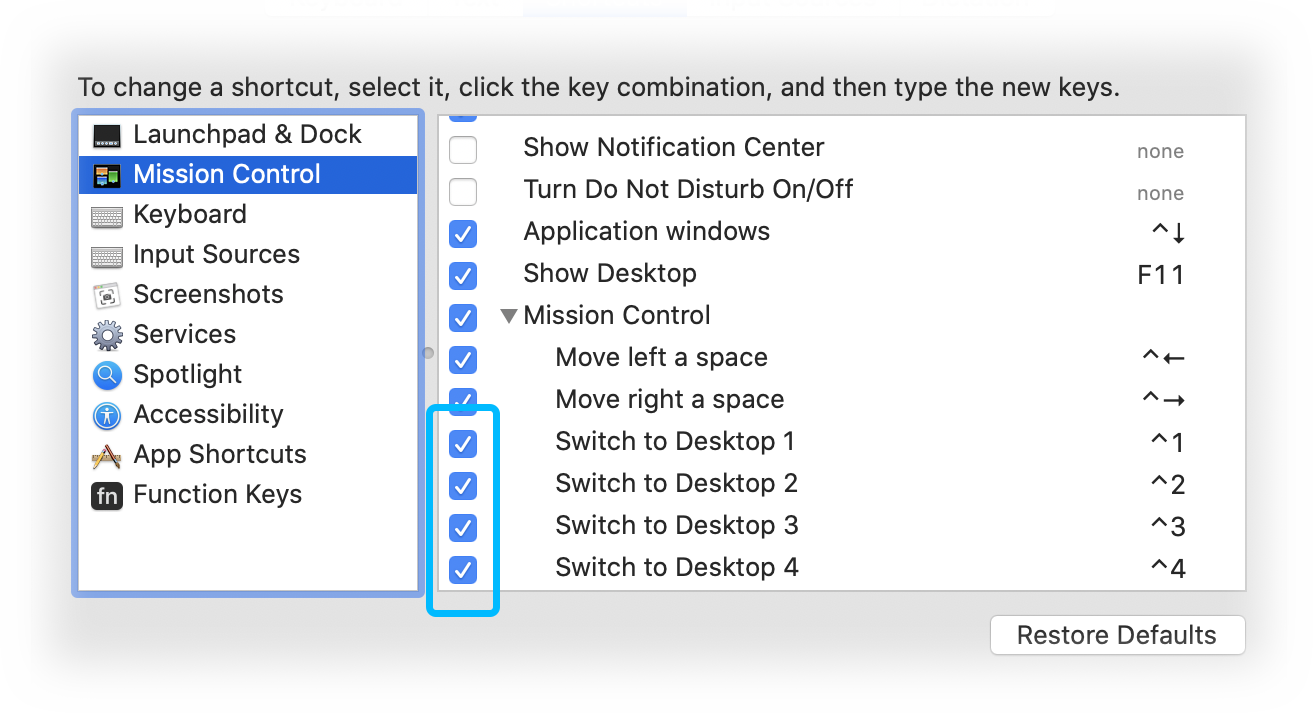 To change a shortcut, select it, click the key combination, and then type the new keys.
Launchpad & Dock
Mission Control
Keyboard
Input Sources
Screenshots
Services
Spotlight
Accessibility
App Shortcuts
fn Function Keys
Show Notification Center none
Turn Do Not Disturb On/Off none
Application windows ^↓
Show Desktop F11
▼ Mission Control
Move left a space ^←
Move right a space ^→
Switch to Desktop 1 ^1
Switch to Desktop 2 ^2
Switch to Desktop 3 ^3
Switch to Desktop 4 ^4
Restore Defaults